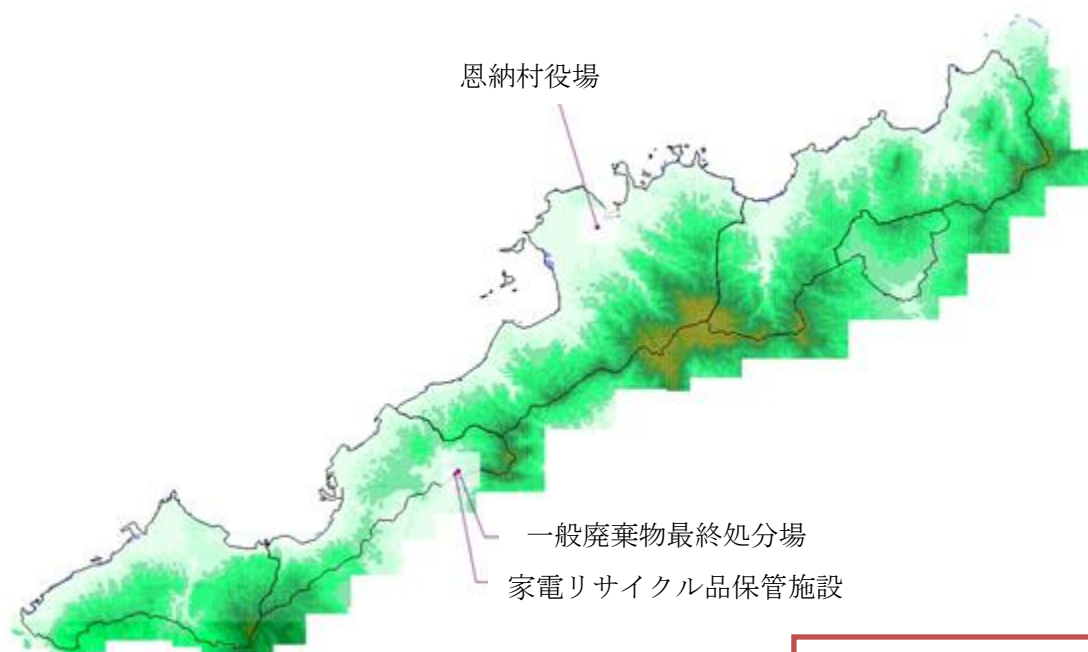 恩納村役場
一般廃棄物最終処分場
家電リサイクル品保管施設